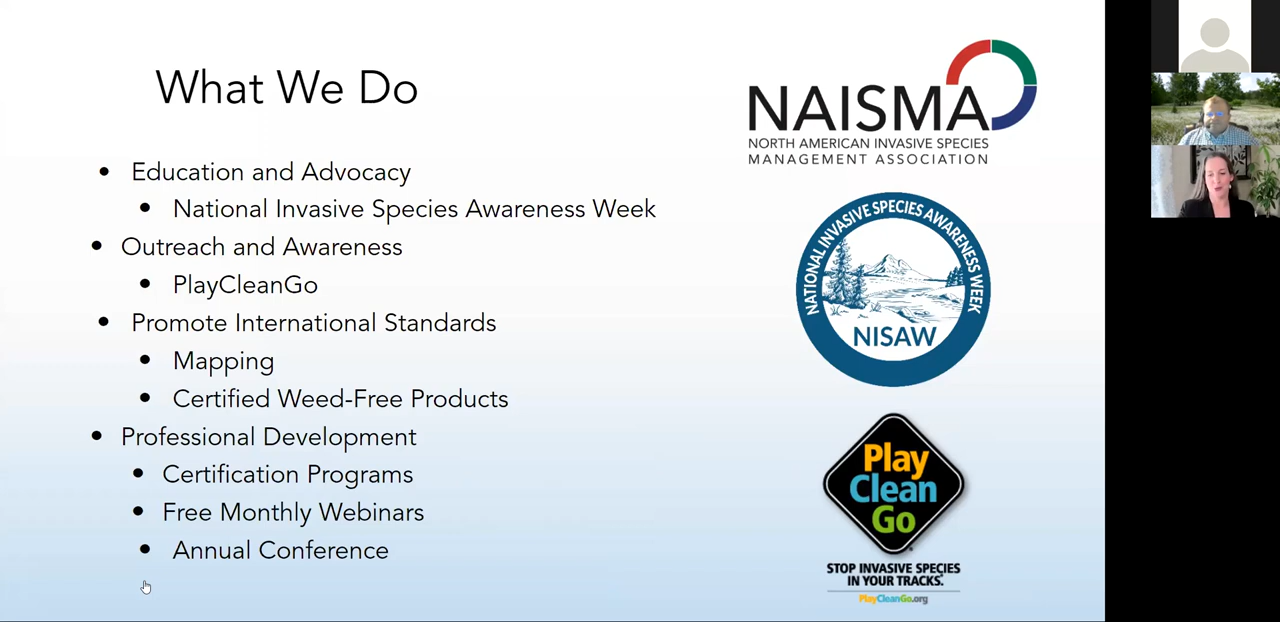 What We Do
• Education and Advocacy
• National Invasive Species Awareness Week
• Outreach and Awareness
• PlayCleanGo
• Promote International Standards
• Mapping
• Certified Weed-Free Products
• Professional Development
• Certification Programs
• Free Monthly Webinars
• Annual Conference
NAISMA
NORTH AMERICAN INVASIVE SPECIES
MANAGEMENT ASSOCIATION
NATIONAL INVASIVE SPECIES AWARENESS WEEK
NISAW
Play
Clean
Go
STOP INVASIVE SPECIES
IN YOUR TRACKS.
PlayCleanGo.org